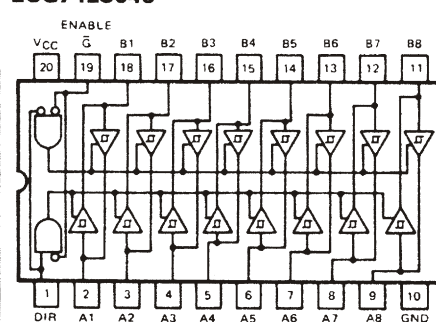 ENABLE
VCC G̅ B1 B2 B3 B4 B5 B6 B7 B8
20 19 18 17 16 15 14 13 12 11
1 2 3 4 5 6 7 8 9 10
DIR A1 A2 A3 A4 A5 A6 A7 A8 GND